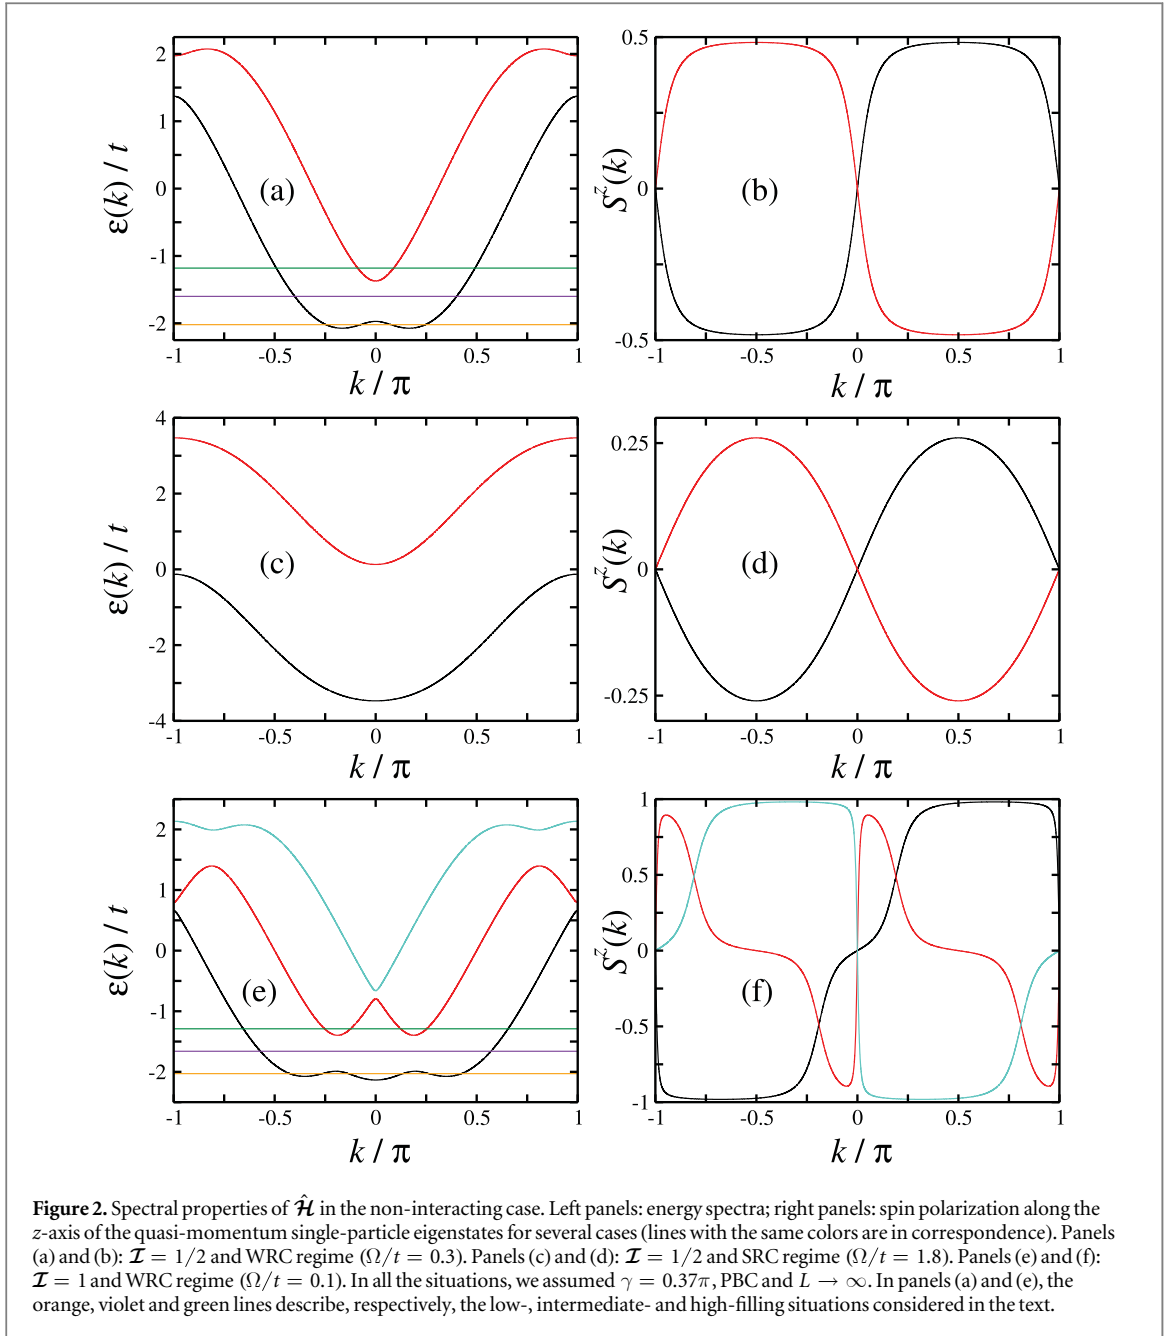 2
1
0
-1
-2
ε(k) / t
(a)
-1 -0.5 0 0.5 1
k / π
0.5
0
-0.5
S^z(k)
(b)
-1 -0.5 0 0.5 1
k / π
4
2
0
-2
-4
ε(k) / t
(c)
-1 -0.5 0 0.5 1
k / π
0.25
0
-0.25
S^z(k)
(d)
-1 -0.5 0 0.5 1
k / π
2
1
0
-1
-2
ε(k) / t
(e)
-1 -0.5 0 0.5 1
k / π
1
0.5
0
-0.5
-1
S^z(k)
(f)
-1 -0.5 0 0.5 1
k / π
Figure 2. Spectral properties of Ĥ in the non-interacting case. Left panels: energy spectra; right panels: spin polarization along the
z-axis of the quasi-momentum single-particle eigenstates for several cases (lines with the same colors are in correspondence). Panels
(a) and (b): 𝓘 = 1/2 and WRC regime (Ω/t = 0.3). Panels (c) and (d): 𝓘 = 1/2 and SRC regime (Ω/t = 1.8). Panels (e) and (f):
𝓘 = 1 and WRC regime (Ω/t = 0.1). In all the situations, we assumed γ = 0.37π, PBC and L → ∞. In panels (a) and (e), the
orange, violet and green lines describe, respectively, the low-, intermediate- and high-filling situations considered in the text.